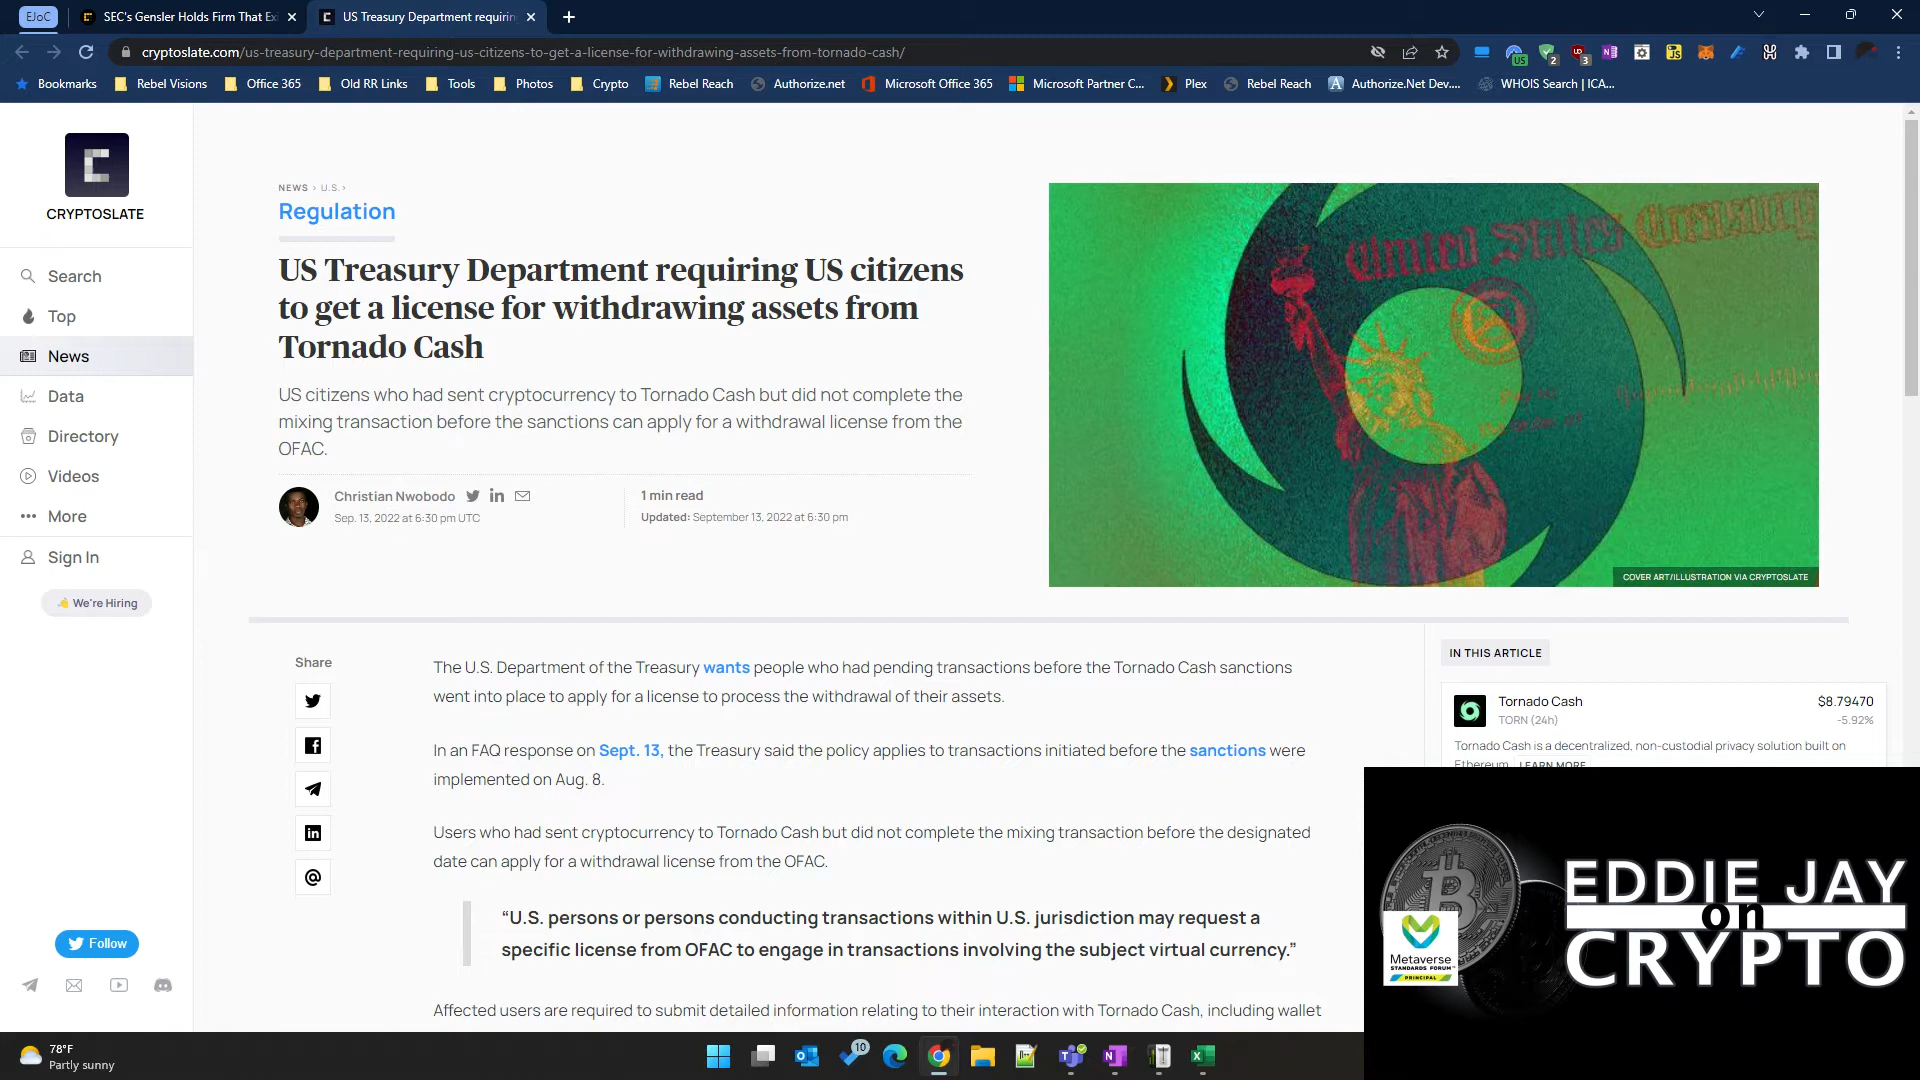 EJoC
SEC's Gensler Holds Firm That Exi
US Treasury Department requirin
cryptoslate.com/us-treasury-department-requiring-us-citizens-to-get-a-license-for-withdrawing-assets-from-tornado-cash/
US
2
3
Bookmarks
Rebel Visions
Office 365
Old RR Links
Tools
Photos
Crypto
Rebel Reach
Authorize.net
Microsoft Office 365
Microsoft Partner C...
Plex
Rebel Reach
Authorize.Net Dev....
WHOIS Search | ICA...
CRYPTOSLATE
Search
Top
News
Data
Directory
Videos
More
Sign In
We're Hiring
Follow
NEWS > U.S.>
Regulation
US Treasury Department requiring US citizens
to get a license for withdrawing assets from
Tornado Cash
US citizens who had sent cryptocurrency to Tornado Cash but did not complete the
mixing transaction before the sanctions can apply for a withdrawal license from the
OFAC.
Christian Nwobodo
Sep. 13, 2022 at 6:30 pm UTC
1 min read
Updated: September 13, 2022 at 6:30 pm
United States Treasury
COVER ART/ILLUSTRATION VIA CRYPTOSLATE
Share
The U.S. Department of the Treasury wants people who had pending transactions before the Tornado Cash sanctions
went into place to apply for a license to process the withdrawal of their assets.
In an FAQ response on Sept. 13, the Treasury said the policy applies to transactions initiated before the sanctions were
implemented on Aug. 8.
Users who had sent cryptocurrency to Tornado Cash but did not complete the mixing transaction before the designated
date can apply for a withdrawal license from the OFAC.
“U.S. persons or persons conducting transactions within U.S. jurisdiction may request a
specific license from OFAC to engage in transactions involving the subject virtual currency.”
Affected users are required to submit detailed information relating to their interaction with Tornado Cash, including wallet
IN THIS ARTICLE
Tornado Cash
$8.79470
TORN (24h)
-5.92%
Tornado Cash is a decentralized, non-custodial privacy solution built on
Ethereum. LEARN MORE
EDDIE JAY
on
CRYPTO
Metaverse
STANDARDS FORUM
PRINCIPAL
78°F
Partly sunny
10